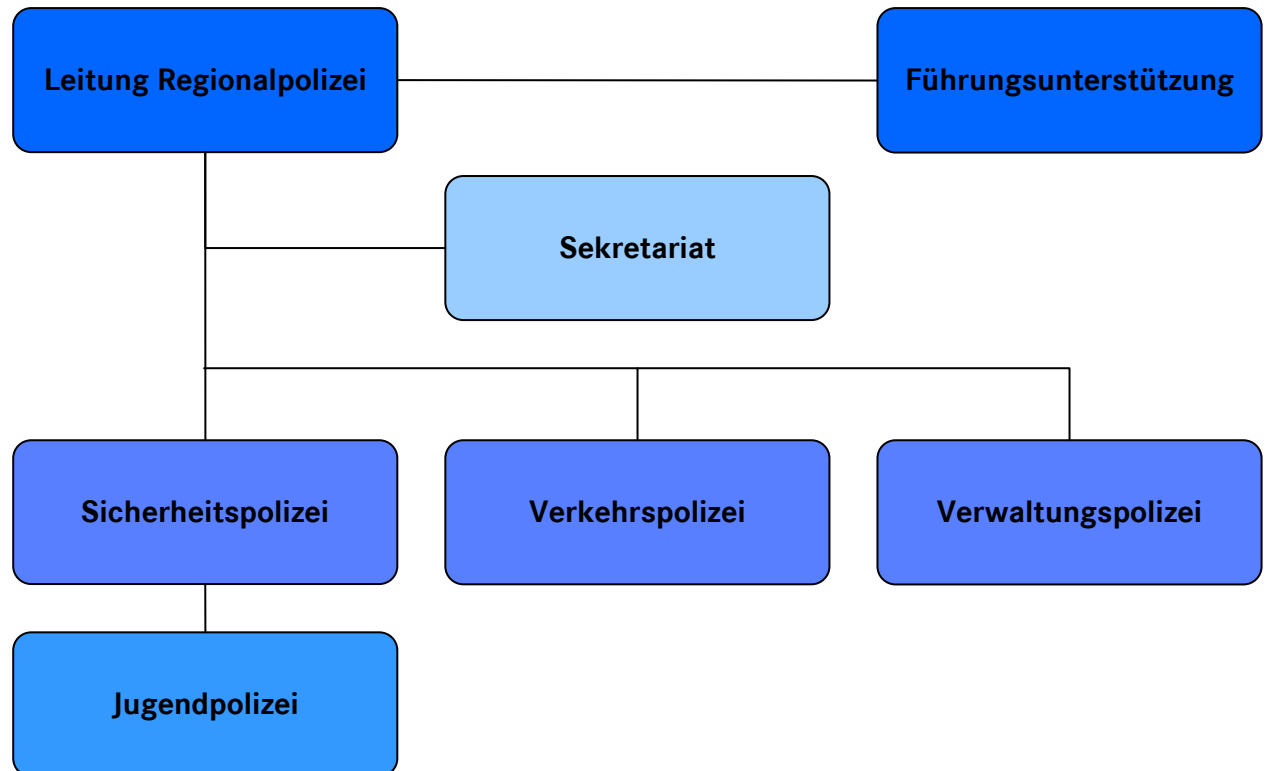 Leitung Regionalpolizei
Führungsunterstützung
Sekretariat
Sicherheitspolizei
Verkehrspolizei
Verwaltungspolizei
Jugendpolizei